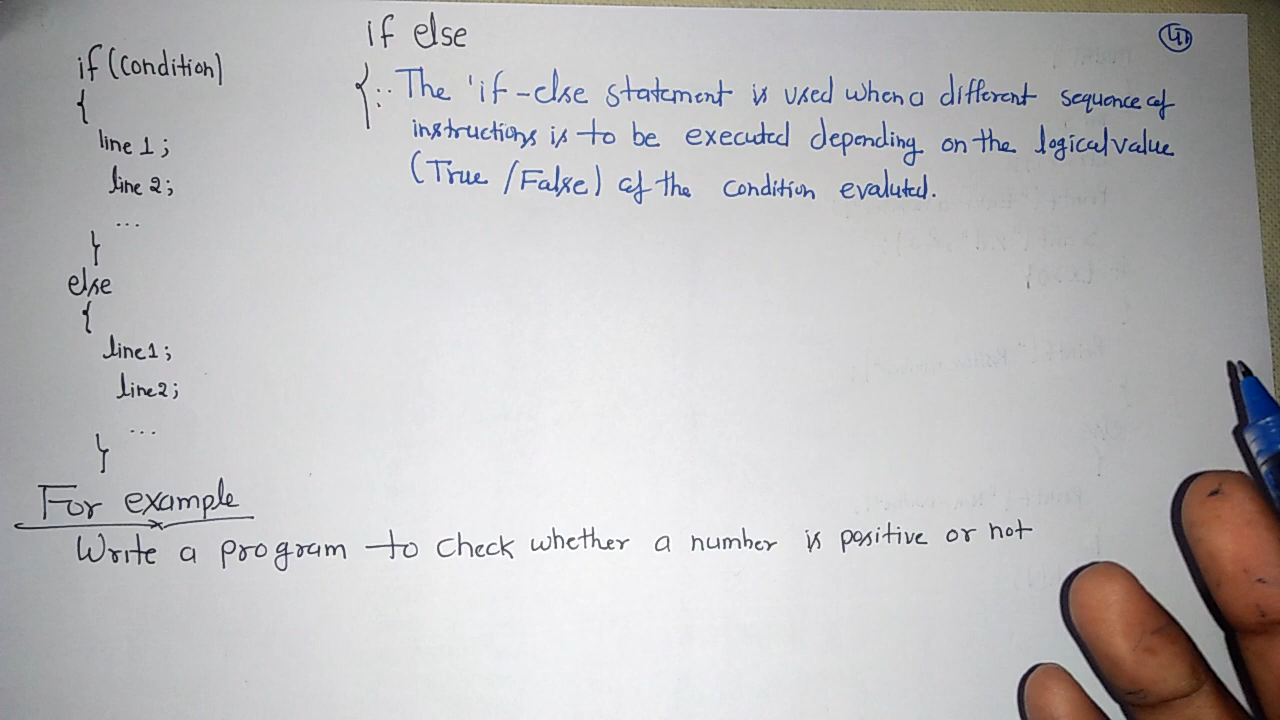 if else
if (Condition)
{
line 1;
line 2;
...
}
else
{
line1;
line2;
...
}
{:. The 'if-else statement is used when a different sequence of
instructions is to be executed depending on the logical value
(True / False) of the condition evaluted.
For example
Write a program to check whether a number is positive or not